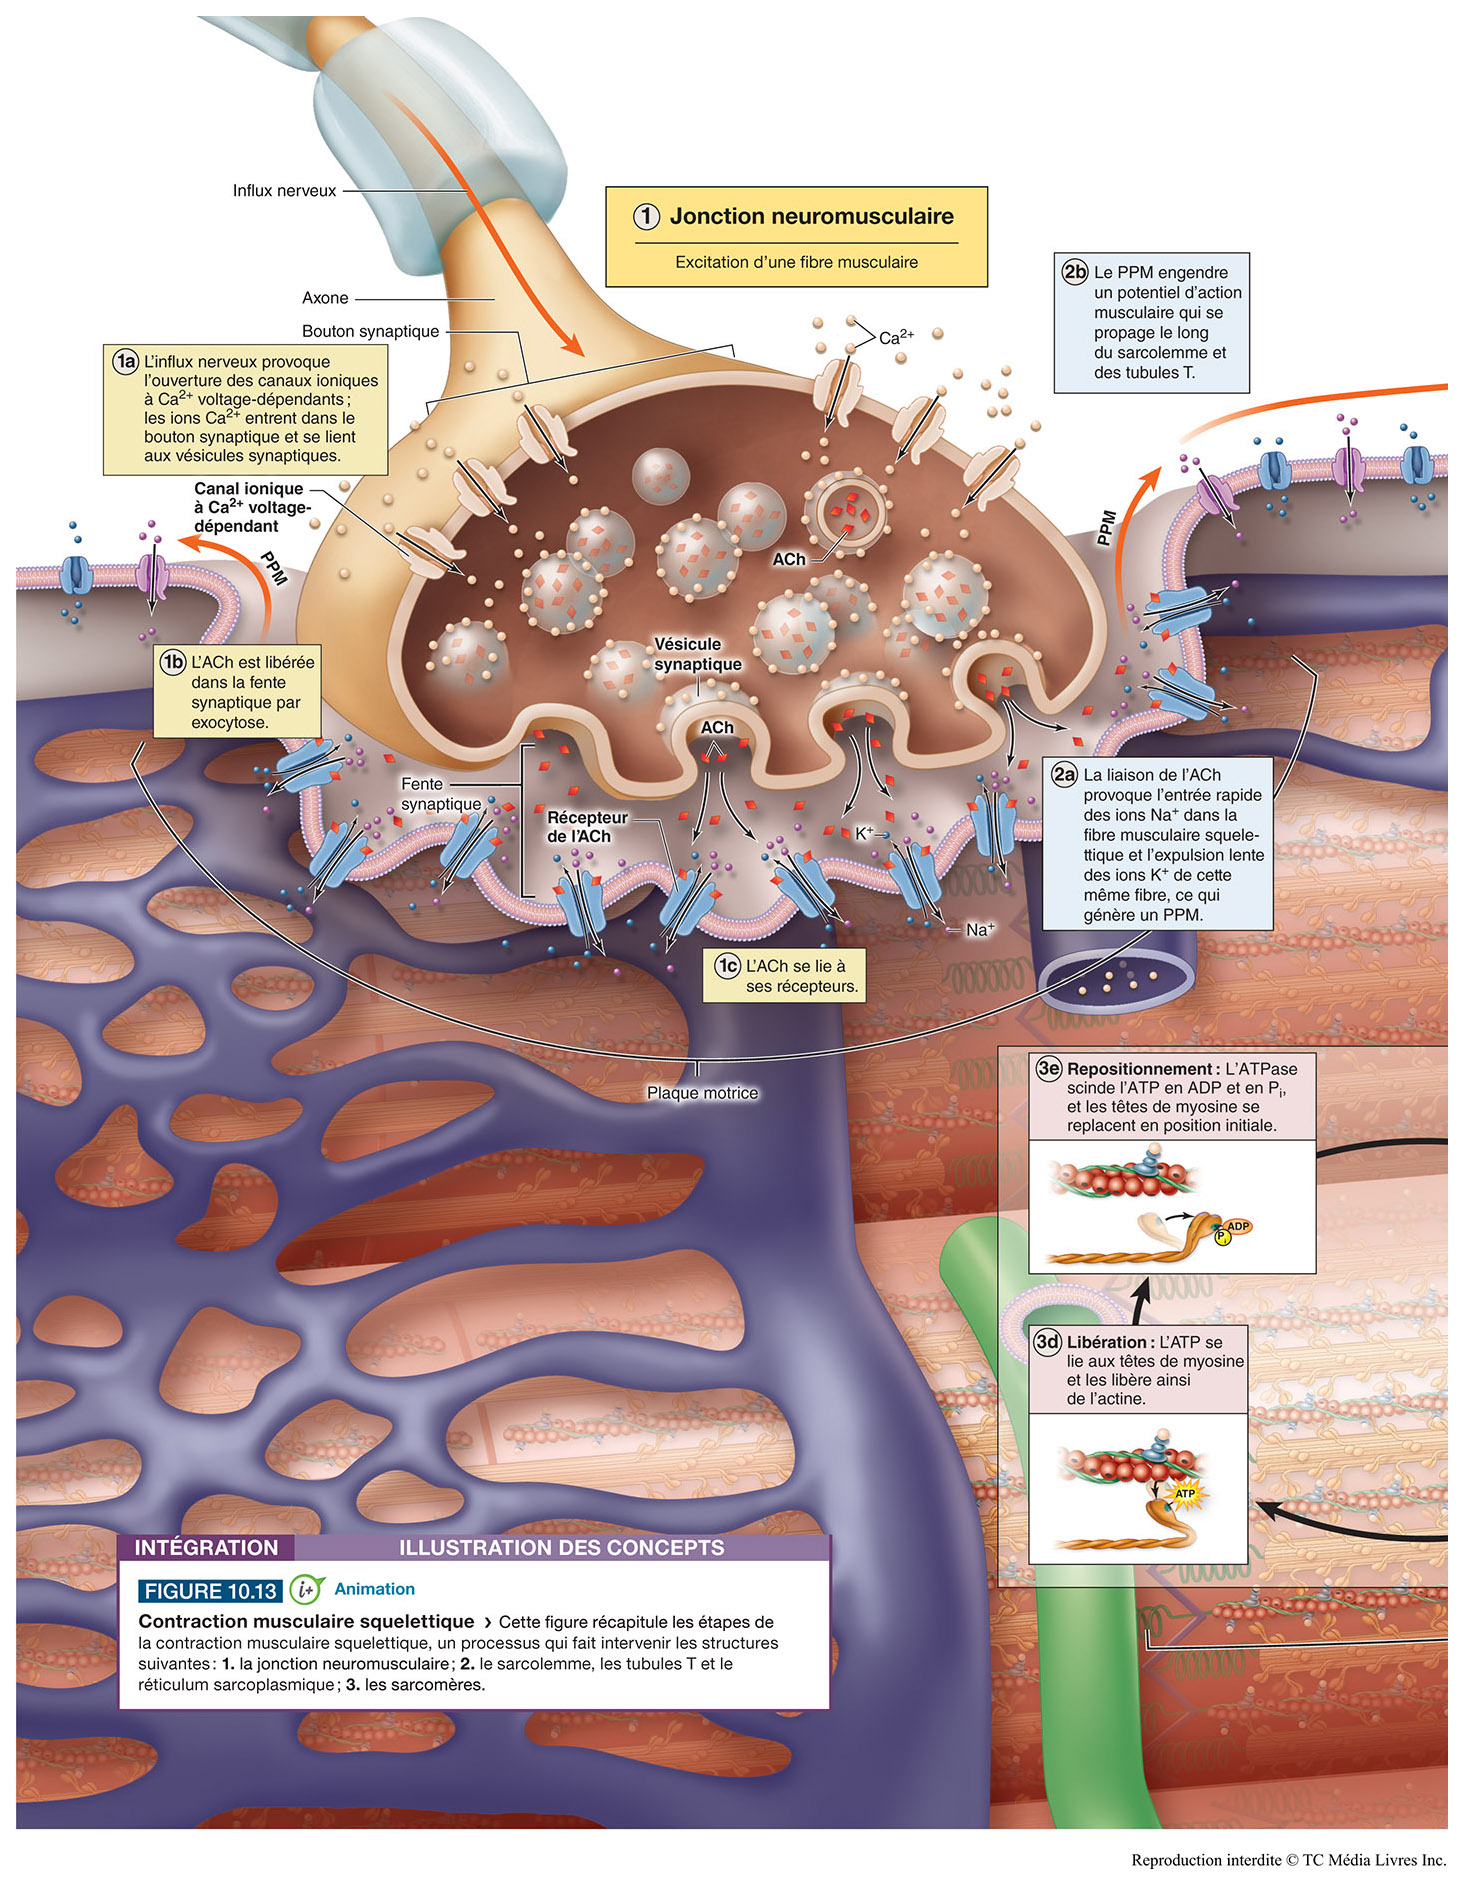 Influx nerveux
1 Jonction neuromusculaire
Excitation d’une fibre musculaire
Axone
Bouton synaptique
Ca2+
1a L’influx nerveux provoque
l’ouverture des canaux ioniques
à Ca2+ voltage-dépendants ;
les ions Ca2+ entrent dans le
bouton synaptique et se lient
aux vésicules synaptiques.
2b Le PPM engendre
un potentiel d’action
musculaire qui se
propage le long
du sarcolemme et
des tubules T.
Canal ionique
à Ca2+ voltage-
dépendant
PPM
PPM
ACh
1b L’ACh est libérée
dans la fente
synaptique par
exocytose.
Vésicule
synaptique
ACh
Fente
synaptique
Récepteur
de l’ACh
K+
Na+
2a La liaison de l’ACh
provoque l’entrée rapide
des ions Na+ dans la
fibre musculaire squele-
ttique et l’expulsion lente
des ions K+ de cette
même fibre, ce qui
génère un PPM.
1c L’ACh se lie à
ses récepteurs.
Plaque motrice
3e Repositionnement : L’ATPase
scinde l’ATP en ADP et en Pi,
et les têtes de myosine se
replacent en position initiale.
ADP
Pi
3d Libération : L’ATP se
lie aux têtes de myosine
et les libère ainsi
de l’actine.
ATP
INTÉGRATION ILLUSTRATION DES CONCEPTS
FIGURE 10.13 i+ Animation
Contraction musculaire squelettique › Cette figure récapitule les étapes de
la contraction musculaire squelettique, un processus qui fait intervenir les structures
suivantes : 1. la jonction neuromusculaire ; 2. le sarcolemme, les tubules T et le
réticulum sarcoplasmique ; 3. les sarcomères.
Reproduction interdite © TC Média Livres Inc.